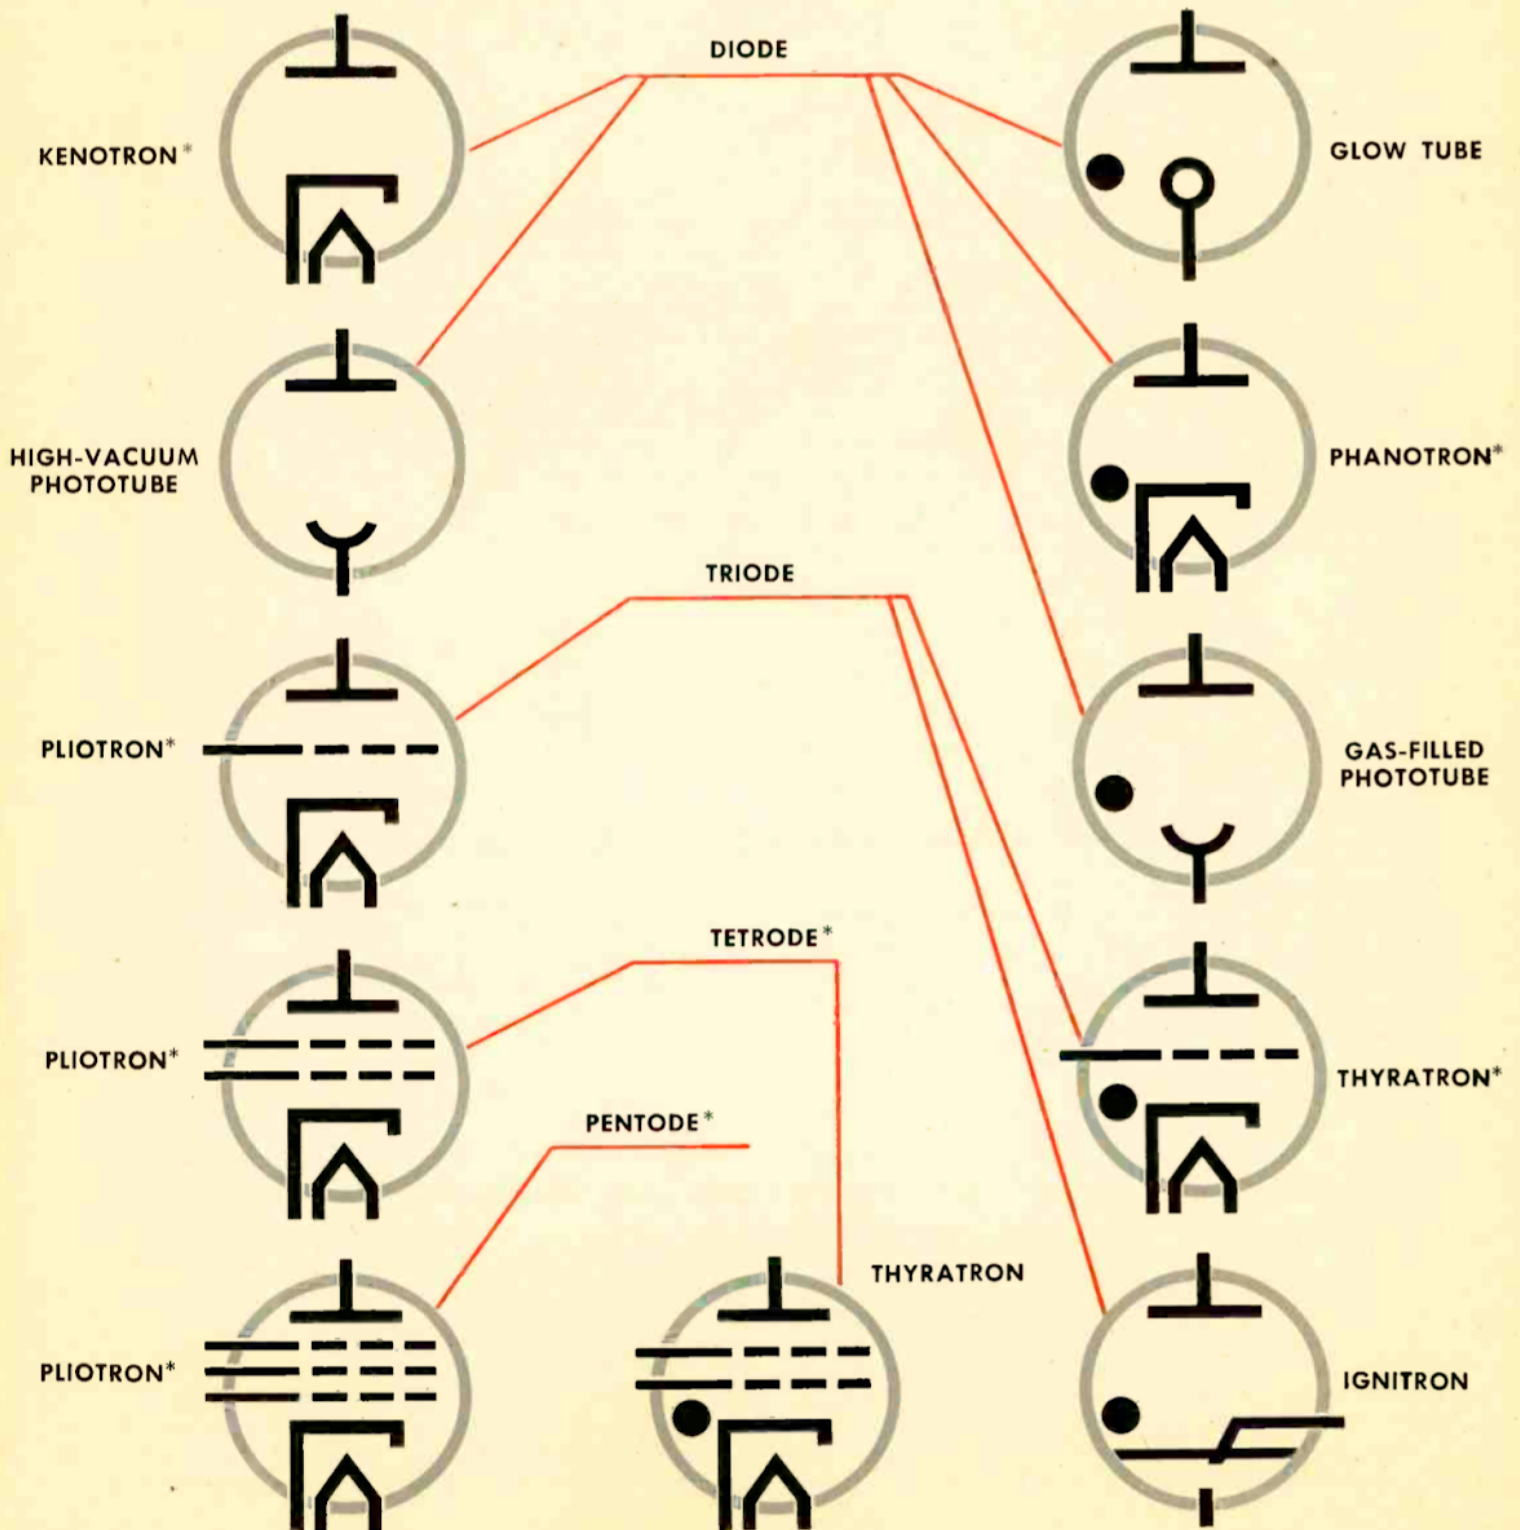 DIODE
KENOTRON*
GLOW TUBE
HIGH-VACUUM
PHOTOTUBE
PHANOTRON*
TRIODE
PLIOTRON*
GAS-FILLED
PHOTOTUBE
TETRODE*
PLIOTRON*
THYRATRON*
PENTODE*
THYRATRON
PLIOTRON*
IGNITRON